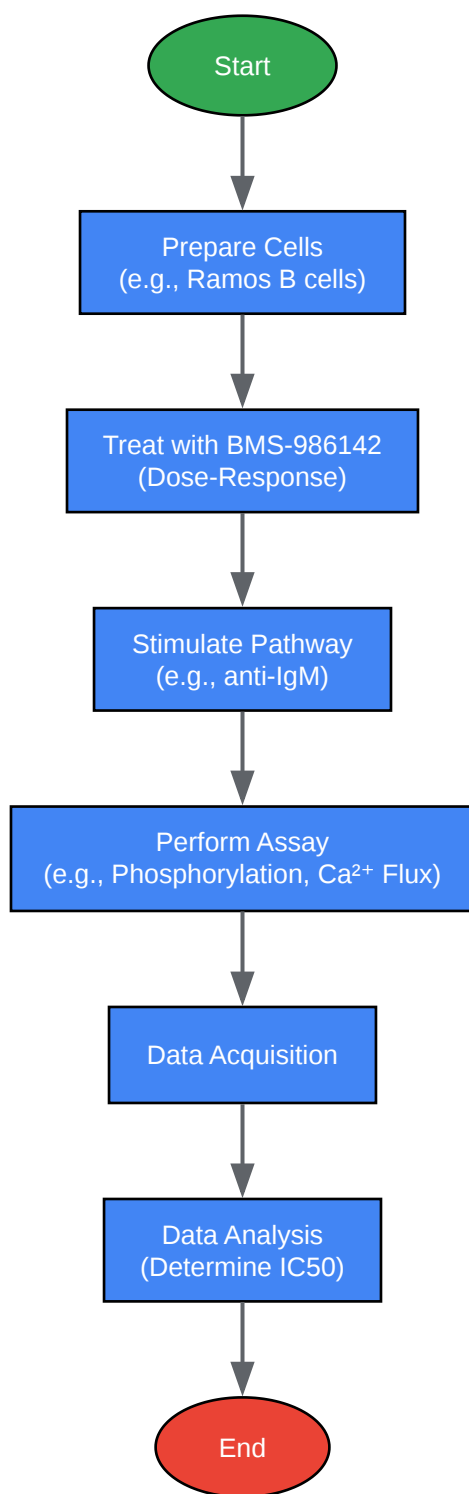 Start
Prepare Cells
(e.g., Ramos B cells)
Treat with BMS-986142
(Dose-Response)
Stimulate Pathway
(e.g., anti-IgM)
Perform Assay
(e.g., Phosphorylation, Ca²⁺ Flux)
Data Acquisition
Data Analysis
(Determine IC50)
End